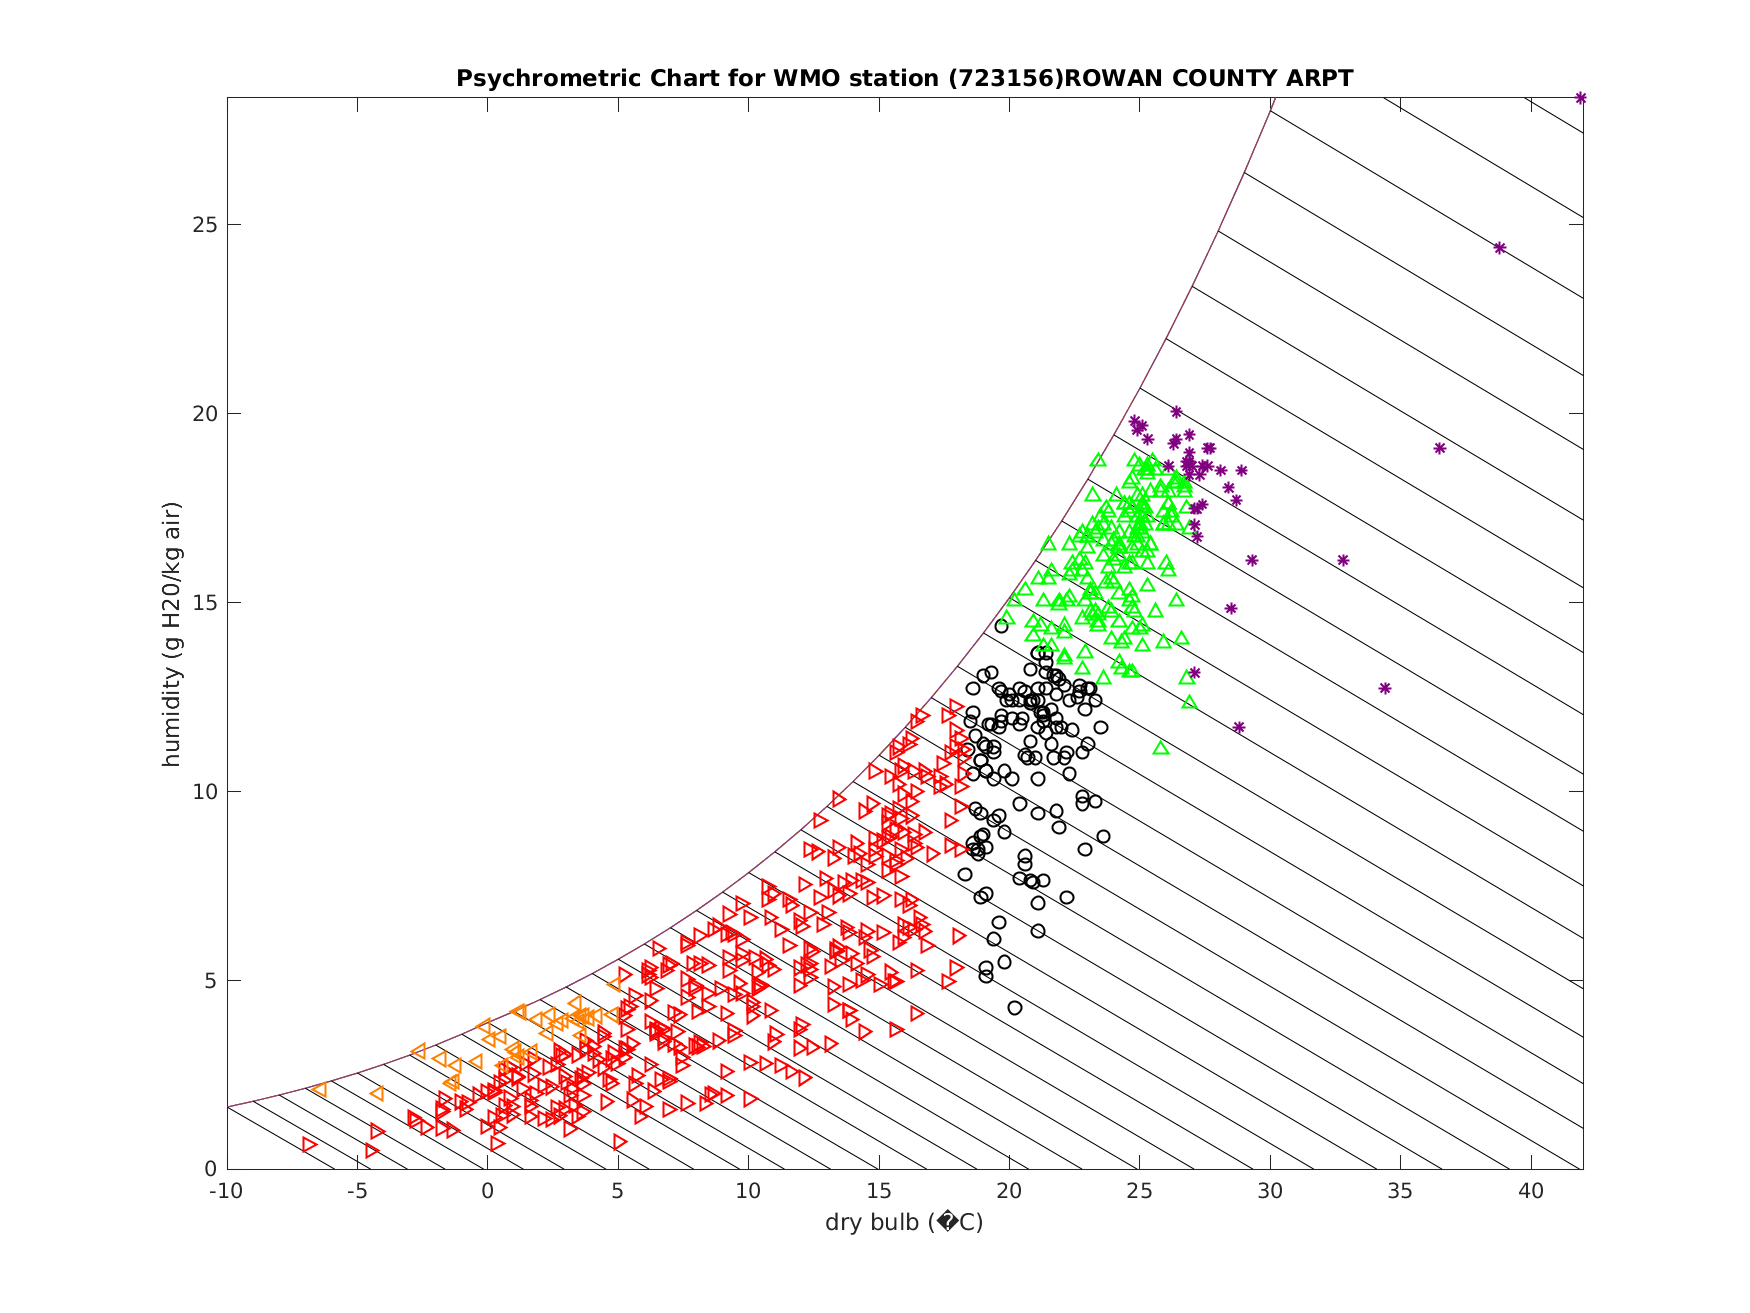 Psychrometric Chart for WMO station (723156)ROWAN COUNTY ARPT
humidity (g H20/kg air)
25
20
15
10
5
0
-10 -5 0 5 10 15 20 25 30 35 40
dry bulb (�C)